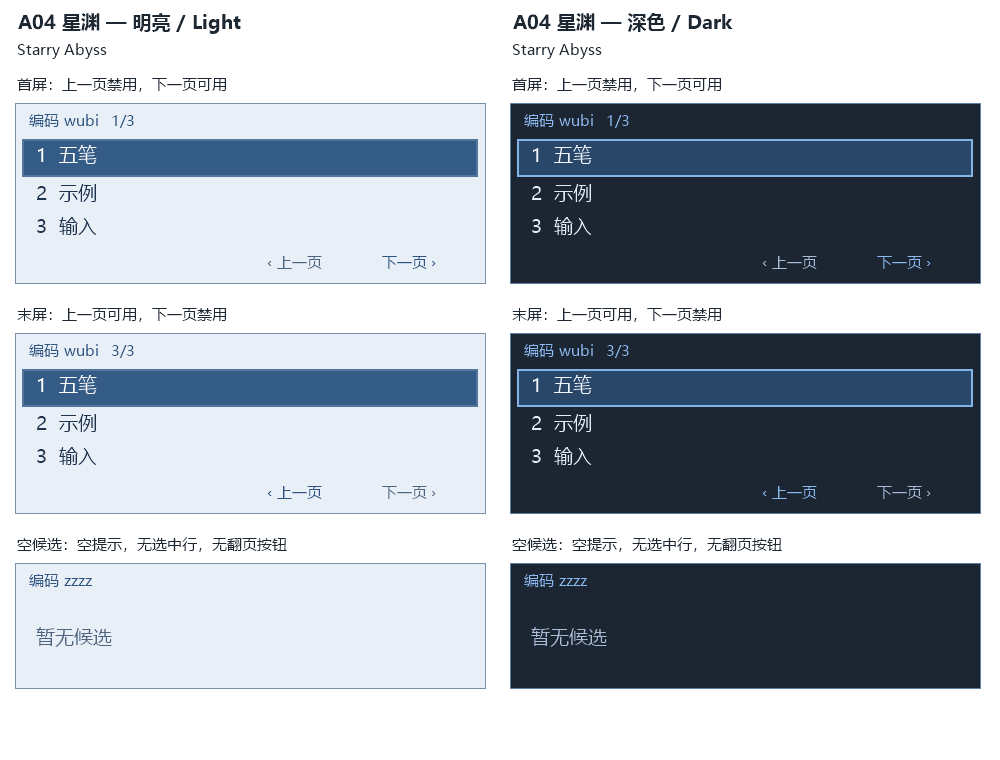 A04 星渊 — 明亮 / Light
Starry Abyss
首屏：上一页禁用，下一页可用
编码 wubi 1/3
1 五笔
2 示例
3 输入
‹ 上一页 下一页 ›
末屏：上一页可用，下一页禁用
编码 wubi 3/3
1 五笔
2 示例
3 输入
‹ 上一页 下一页 ›
空候选：空提示，无选中行，无翻页按钮
编码 zzzz
暂无候选
A04 星渊 — 深色 / Dark
Starry Abyss
首屏：上一页禁用，下一页可用
编码 wubi 1/3
1 五笔
2 示例
3 输入
‹ 上一页 下一页 ›
末屏：上一页可用，下一页禁用
编码 wubi 3/3
1 五笔
2 示例
3 输入
‹ 上一页 下一页 ›
空候选：空提示，无选中行，无翻页按钮
编码 zzzz
暂无候选